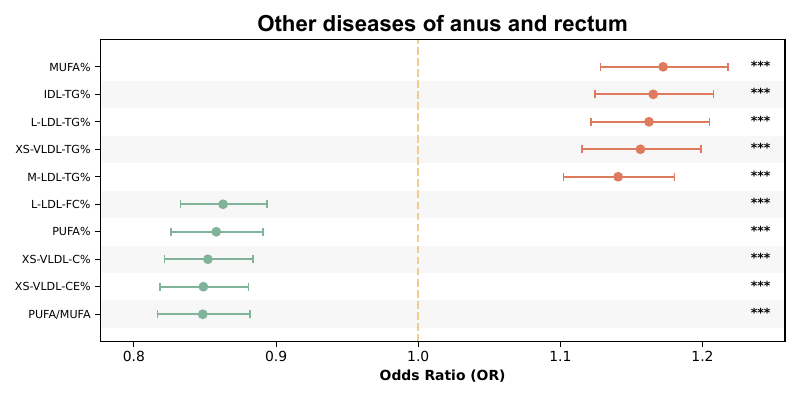 Other diseases of anus and rectum
MUFA% ***
IDL-TG% ***
L-LDL-TG% ***
XS-VLDL-TG% ***
M-LDL-TG% ***
L-LDL-FC% ***
PUFA% ***
XS-VLDL-C% ***
XS-VLDL-CE% ***
PUFA/MUFA ***
0.8 0.9 1.0 1.1 1.2
Odds Ratio (OR)